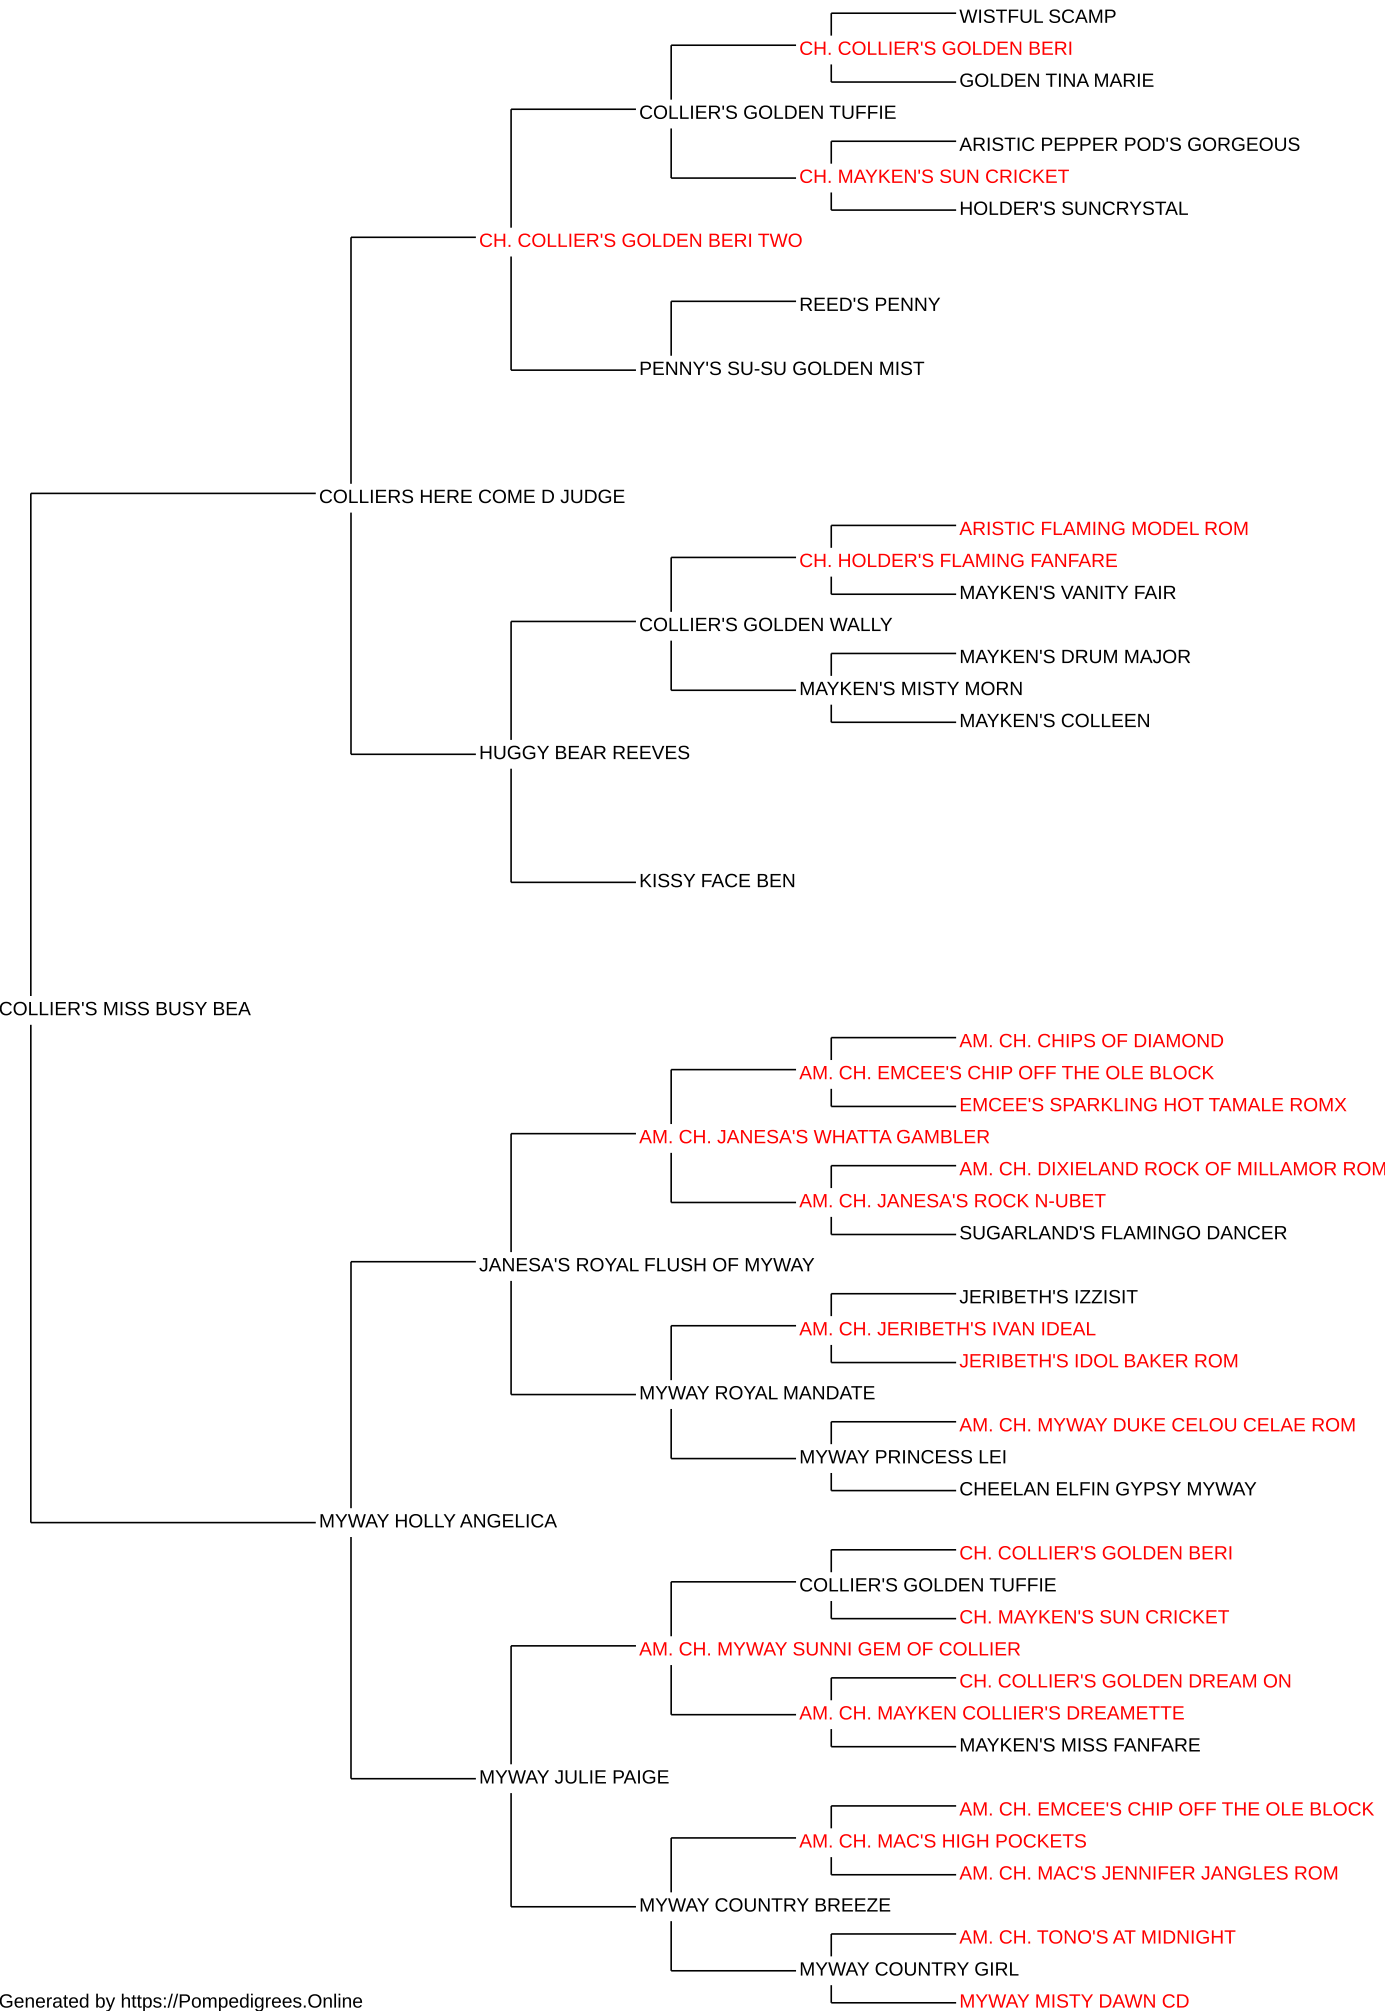 WISTFUL SCAMP
CH. COLLIER'S GOLDEN BERI
GOLDEN TINA MARIE
COLLIER'S GOLDEN TUFFIE
ARISTIC PEPPER POD'S GORGEOUS
CH. MAYKEN'S SUN CRICKET
HOLDER'S SUNCRYSTAL
CH. COLLIER'S GOLDEN BERI TWO
REED'S PENNY
PENNY'S SU-SU GOLDEN MIST
COLLIERS HERE COME D JUDGE
ARISTIC FLAMING MODEL ROM
CH. HOLDER'S FLAMING FANFARE
MAYKEN'S VANITY FAIR
COLLIER'S GOLDEN WALLY
MAYKEN'S DRUM MAJOR
MAYKEN'S MISTY MORN
MAYKEN'S COLLEEN
HUGGY BEAR REEVES
KISSY FACE BEN
COLLIER'S MISS BUSY BEA
AM. CH. CHIPS OF DIAMOND
AM. CH. EMCEE'S CHIP OFF THE OLE BLOCK
EMCEE'S SPARKLING HOT TAMALE ROMX
AM. CH. JANESA'S WHATTA GAMBLER
AM. CH. DIXIELAND ROCK OF MILLAMOR ROM
AM. CH. JANESA'S ROCK N-UBET
SUGARLAND'S FLAMINGO DANCER
JANESA'S ROYAL FLUSH OF MYWAY
JERIBETH'S IZZISIT
AM. CH. JERIBETH'S IVAN IDEAL
JERIBETH'S IDOL BAKER ROM
MYWAY ROYAL MANDATE
AM. CH. MYWAY DUKE CELOU CELAE ROM
MYWAY PRINCESS LEI
CHEELAN ELFIN GYPSY MYWAY
MYWAY HOLLY ANGELICA
CH. COLLIER'S GOLDEN BERI
COLLIER'S GOLDEN TUFFIE
CH. MAYKEN'S SUN CRICKET
AM. CH. MYWAY SUNNI GEM OF COLLIER
CH. COLLIER'S GOLDEN DREAM ON
AM. CH. MAYKEN COLLIER'S DREAMETTE
MAYKEN'S MISS FANFARE
MYWAY JULIE PAIGE
AM. CH. EMCEE'S CHIP OFF THE OLE BLOCK
AM. CH. MAC'S HIGH POCKETS
AM. CH. MAC'S JENNIFER JANGLES ROM
MYWAY COUNTRY BREEZE
AM. CH. TONO'S AT MIDNIGHT
MYWAY COUNTRY GIRL
MYWAY MISTY DAWN CD
Generated by https://Pompedigrees.Online